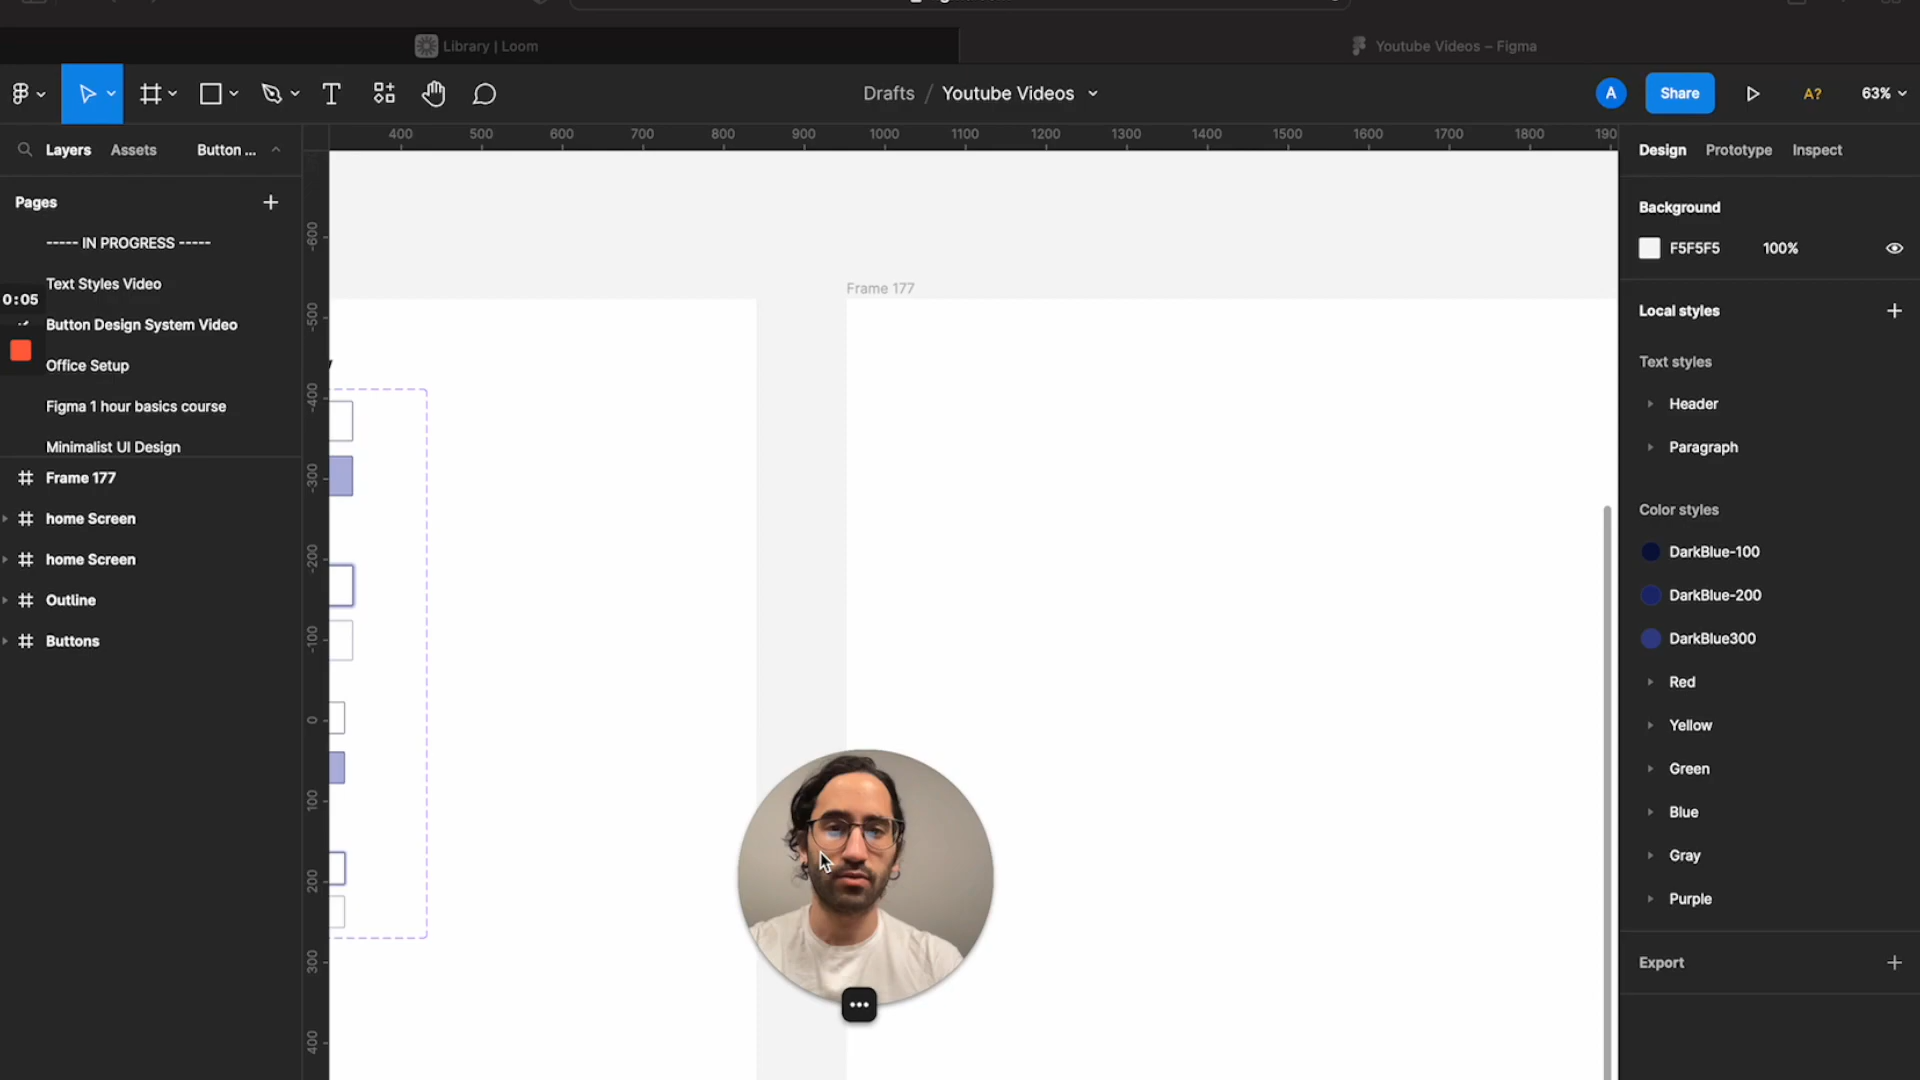 Library | Loom
Youtube Videos – Figma
Drafts / Youtube Videos
A
Share
A?
63%
Layers
Assets
Button ...
400 500 600 700 800 900 1000 1100 1200 1300 1400 1500 1600 1700 1800 190
Design
Prototype
Inspect
Pages
----- IN PROGRESS -----
Text Styles Video
0:05
Button Design System Video
Office Setup
Figma 1 hour basics course
Minimalist UI Design
Frame 177
home Screen
home Screen
Outline
Buttons
-600
-500
-400
-300
-200
-100
0
100
200
300
400
Frame 177
Background
F5F5F5
100%
Local styles
Text styles
Header
Paragraph
Color styles
DarkBlue-100
DarkBlue-200
DarkBlue300
Red
Yellow
Green
Blue
Gray
Purple
Export